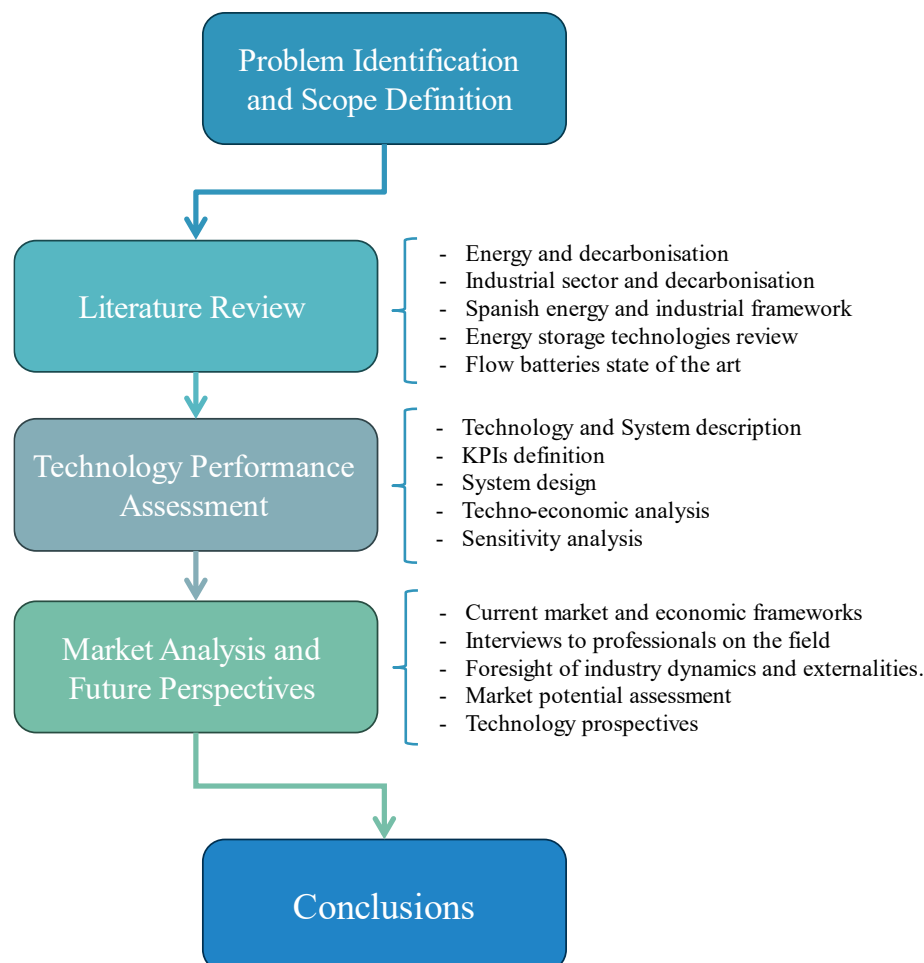 Problem Identification
and Scope Definition
Literature Review
- Energy and decarbonisation
- Industrial sector and decarbonisation
- Spanish energy and industrial framework
- Energy storage technologies review
- Flow batteries state of the art
Technology Performance
Assessment
- Technology and System description
- KPIs definition
- System design
- Techno-economic analysis
- Sensitivity analysis
Market Analysis and
Future Perspectives
- Current market and economic frameworks
- Interviews to professionals on the field
- Foresight of industry dynamics and externalities.
- Market potential assessment
- Technology prospectives
Conclusions